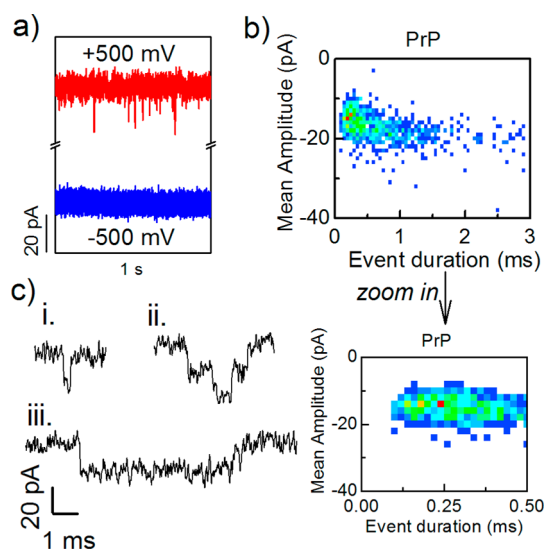 a)
+500 mV
-500 mV
20 pA
1 s
b)
PrP
Mean Amplitude (pA)
0
-20
-40
0 1 2 3
Event duration (ms)
zoom in
PrP
Mean Amplitude (pA)
0
-20
-40
0.00 0.25 0.50
Event duration (ms)
c)
i.
ii.
iii.
20 pA
1 ms